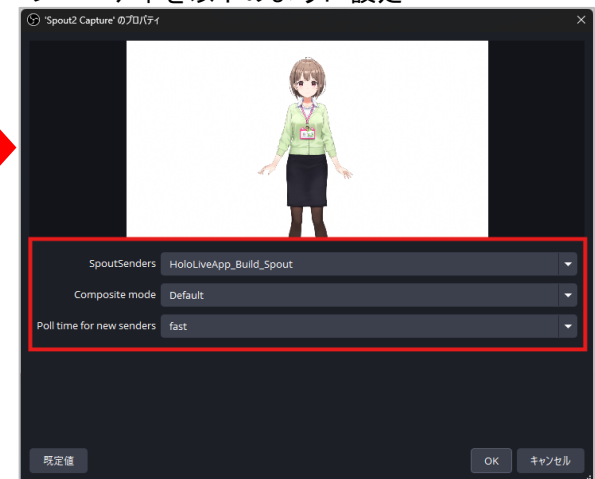 'Spout2 Capture' のプロパティ
SpoutSenders HoloLiveApp_Build_Spout
Composite mode Default
Poll time for new senders fast
既定値 OK キャンセル